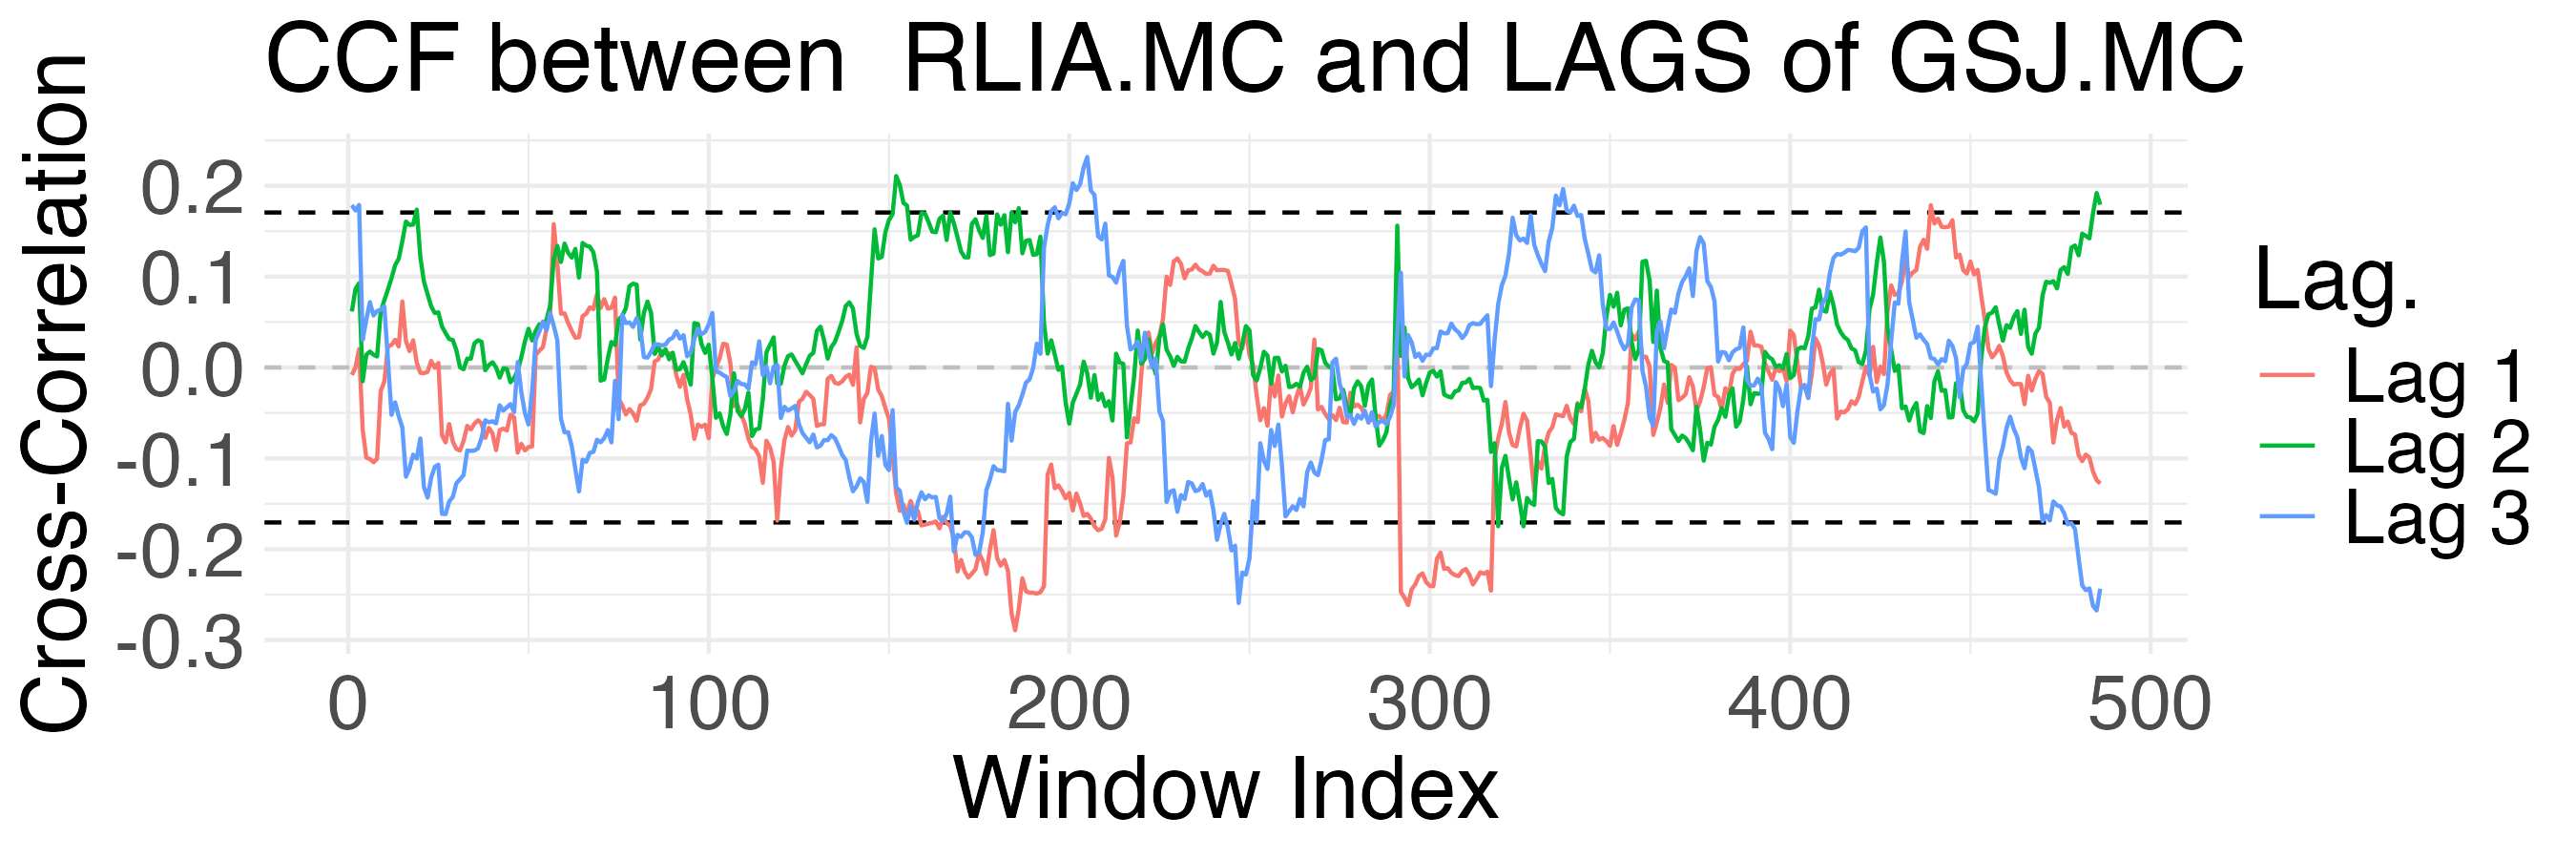 CCF between  RLIA.MC and LAGS of GSJ.MC
Cross-Correlation
0.2
0.1
0.0
-0.1
-0.2
-0.3
0 100 200 300 400 500
Window Index
Lag.
Lag 1
Lag 2
Lag 3